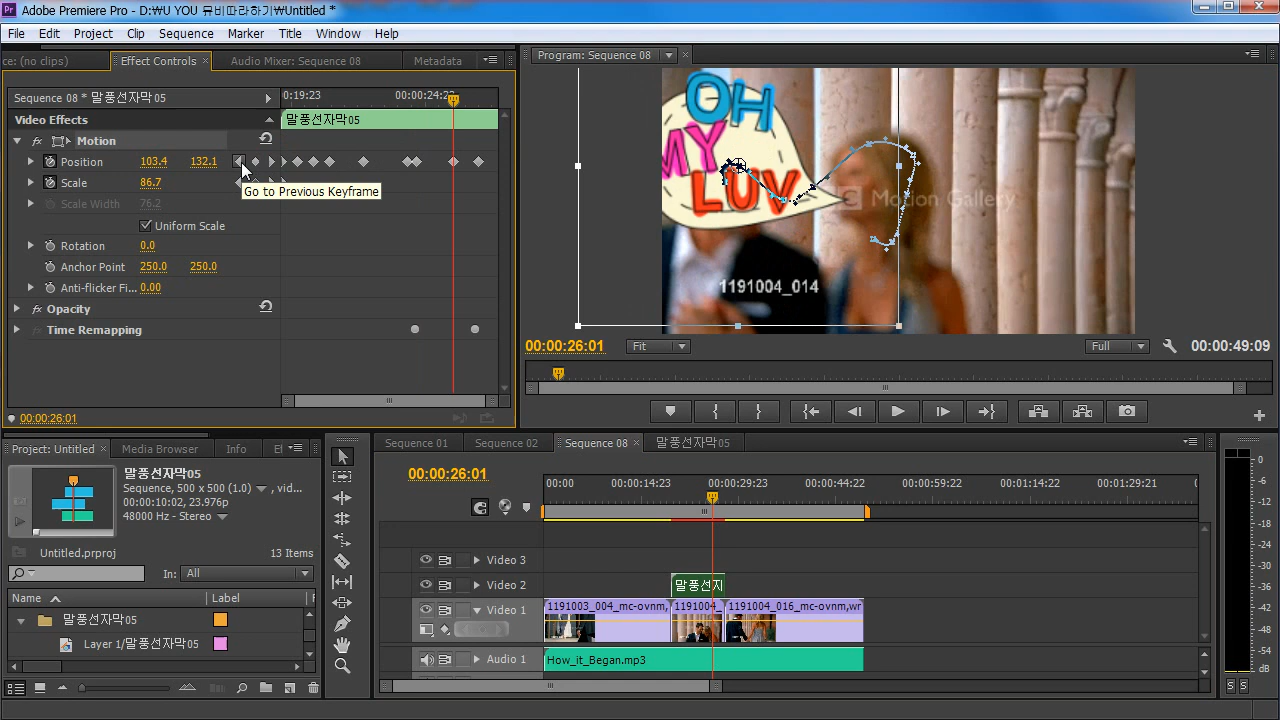 Adobe Premiere Pro - D:₩U YOU 뮤비따라하기₩Untitled *
File Edit Project Clip Sequence Marker Title Window Help
ce: (no clips) Effect Controls Audio Mixer: Sequence 08 Metadata
Sequence 08 * 말풍선자막05
0:19:23 00:00:24:23
Video Effects
말풍선자막05
Motion
Position 103.4 132.1
Scale 86.7
Go to Previous Keyframe
Scale Width 76.2
Uniform Scale
Rotation 0.0
Anchor Point 250.0 250.0
Anti-flicker Fi... 0.00
Opacity
Time Remapping
00:00:26:01
Program: Sequence 08
OH
MY
LUV
Motion Gallery
1191004_014
00:00:26:01 Fit Full 00:00:49:09
Project: Untitled Media Browser Info
말풍선자막05
Sequence, 500 x 500 (1.0) , vid...
00:00:10:02, 23.976p
48000 Hz - Stereo
Untitled.prproj 13 Items
In: All
Name Label
말풍선자막05
Layer 1/말풍선자막05
Sequence 01 Sequence 02 Sequence 08 말풍선자막05
00:00:26:01
00:00 00:00:14:23 00:00:29:23 00:00:44:22 00:00:59:22 00:01:14:22 00:01:29:21
Video 3
Video 2 말풍선지
Video 1 1191003_004_mc-ovnm, 1191004_ 1191004_016_mc-ovnm,wr
Audio 1 How_it_Began.mp3
0
-6
-12
-18
-24
-30
-36
-42
-48
-54
dB
S S